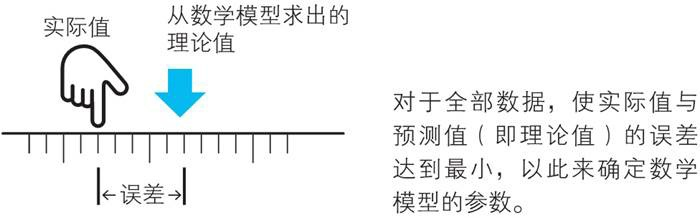 实际值
从数学模型求出的
理论值
误差
对于全部数据，使实际值与
预测值（即理论值）的误差
达到最小，以此来确定数学
模型的参数。